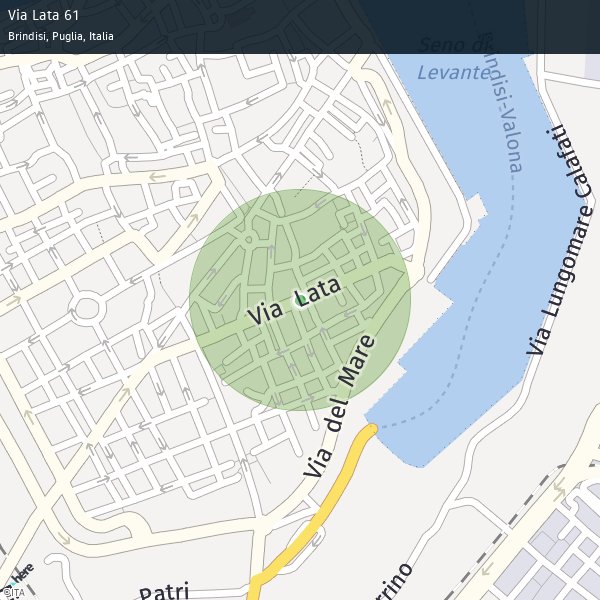 Via Lata 61
Brindisi, Puglia, Italia
Seno di
Levante
Brindisi-Valona
Via Lungomare Calafati
Via Lata
Via del Mare
Patri
here
©ITA